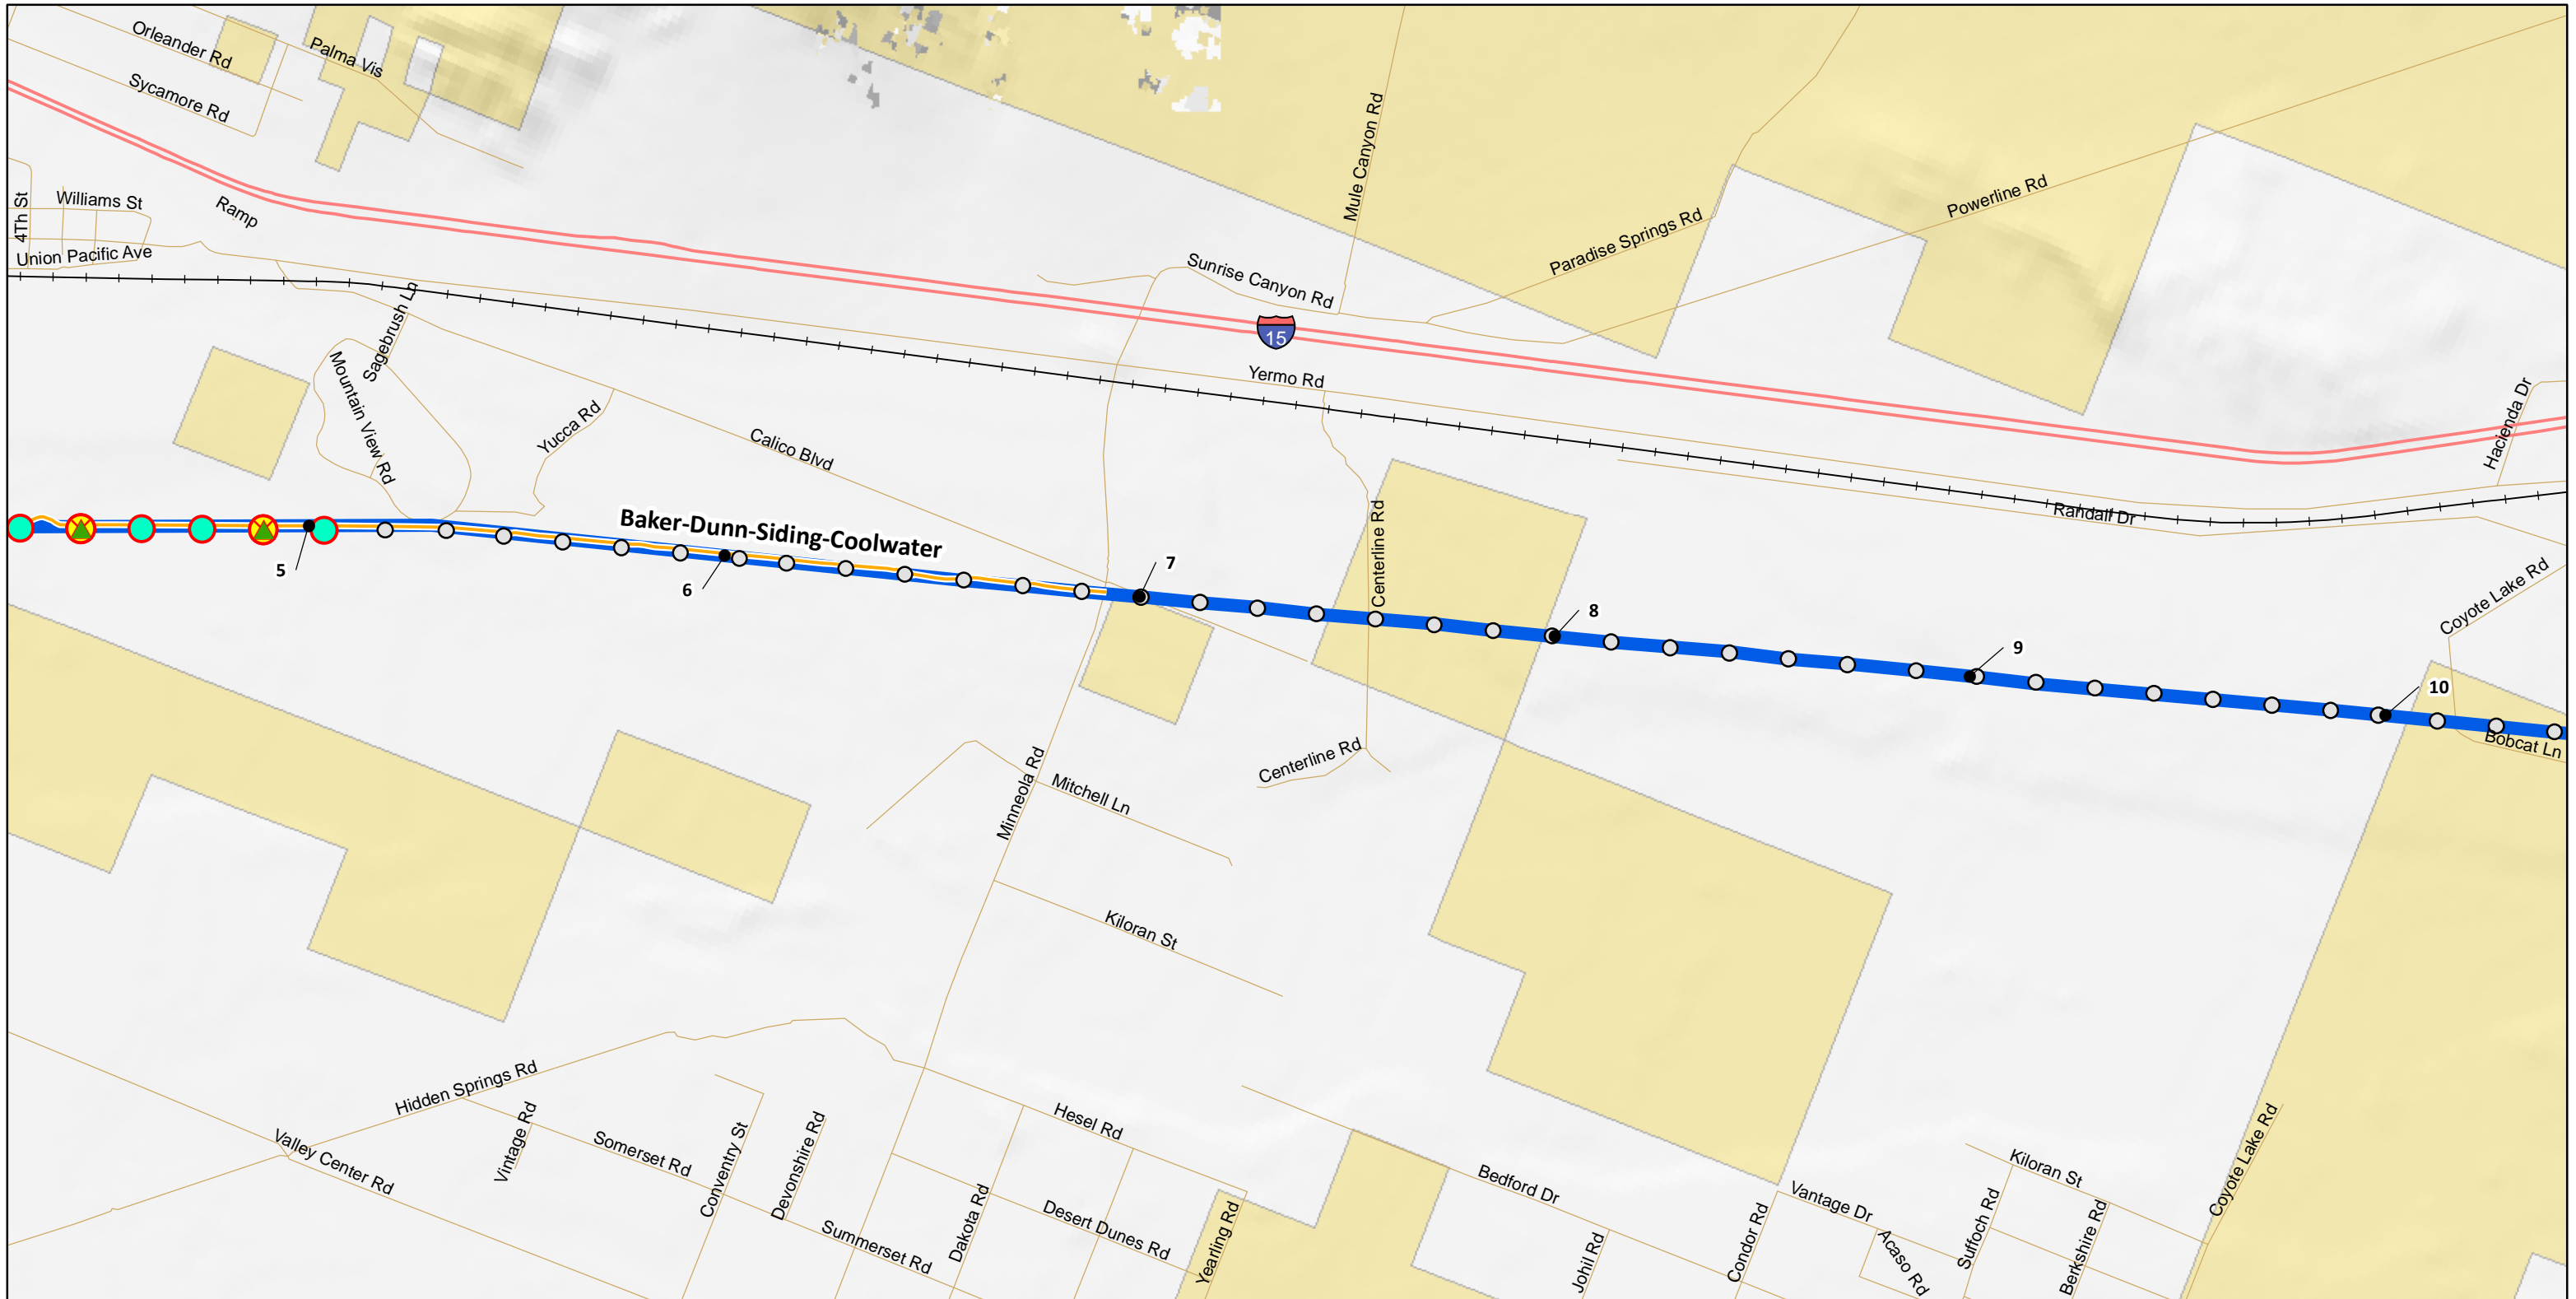 Orleander Rd
Palma Vis
Sycamore Rd
Mule Canyon Rd
4Th St
Williams St
Ramp
Powerline Rd
Paradise Springs Rd
Union Pacific Ave
Sunrise Canyon Rd
Sagebrush Ln
15
Yermo Rd
Mountain View Rd
Yucca Rd
Calico Blvd
Hacienda Dr
Randall Dr
Baker-Dunn-Siding-Coolwater
Centerline Rd
5
6
7
8
9
10
Coyote Lake Rd
Bobcat Ln
Centerline Rd
Minneola Rd
Mitchell Ln
Kiloran St
Hidden Springs Rd
Vintage Rd
Valley Center Rd
Somerset Rd
Conventry St
Devonshire Rd
Summerset Rd
Hesel Rd
Dakota Rd
Desert Dunes Rd
Yearling Rd
Bedford Dr
Johil Rd
Condor Rd
Vantage Dr
Acaso Rd
Kiloran St
Suffoch Rd
Berkshire Rd
Coyote Lake Rd